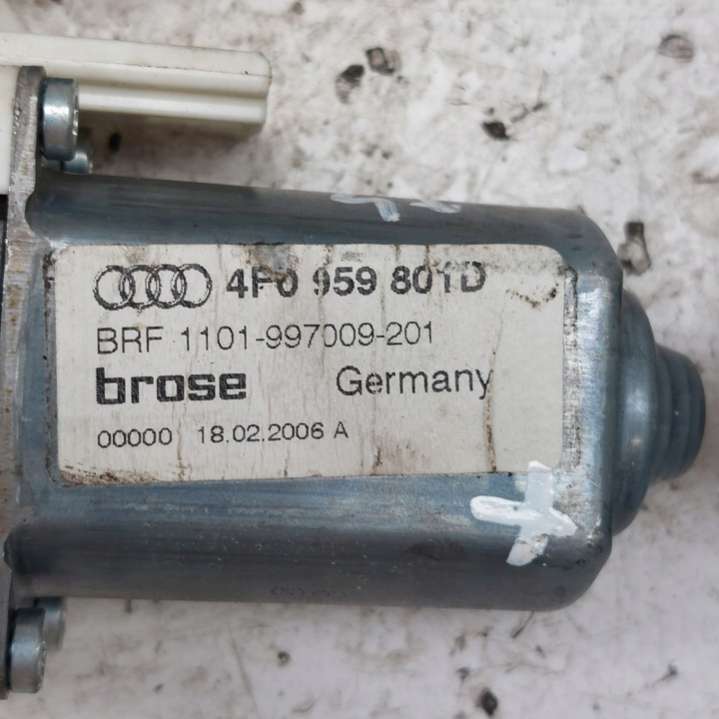 4F0 959 801D
BRF 1101-997009-201
brose Germany
00000 18.02.2006 A